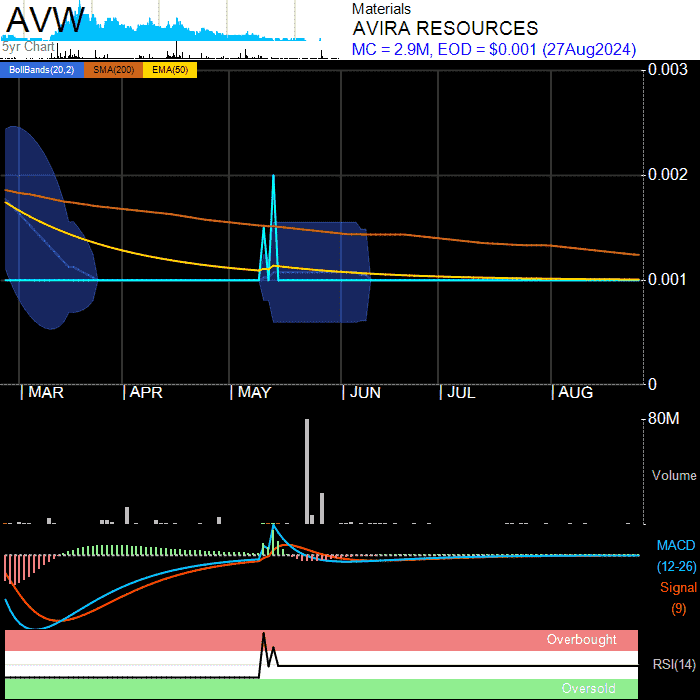 AVW
5yr Chart
Materials
AVIRA RESOURCES
MC = 2.9M, EOD = $0.001 (27Aug2024)
BollBands(20,2) SMA(200) EMA(50)
0.003
0.002
0.001
0
| MAR | APR | MAY | JUN | JUL | AUG
80M
Volume
MACD
(12-26)
Signal
(9)
Overbought
RSI(14)
Oversold